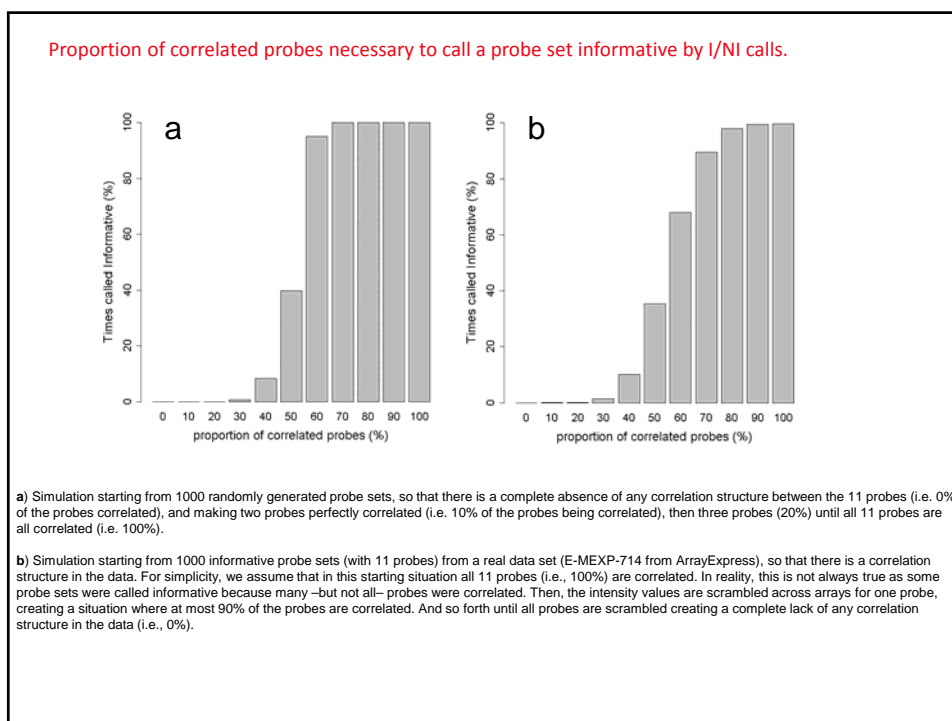 Proportion of correlated probes necessary to call a probe set informative by I/NI calls.
a
Times called Informative (%)
100
80
60
40
20
0
0 10 20 30 40 50 60 70 80 90 100
proportion of correlated probes (%)
b
Times called Informative (%)
100
80
60
40
20
0
0 10 20 30 40 50 60 70 80 90 100
proportion of correlated probes (%)
a) Simulation starting from 1000 randomly generated probe sets, so that there is a complete absence of any correlation structure between the 11 probes (i.e. 0%
of the probes correlated), and making two probes perfectly correlated (i.e. 10% of the probes being correlated), then three probes (20%) until all 11 probes are
all correlated (i.e. 100%).
b) Simulation starting from 1000 informative probe sets (with 11 probes) from a real data set (E-MEXP-714 from ArrayExpress), so that there is a correlation
structure in the data. For simplicity, we assume that in this starting situation all 11 probes (i.e., 100%) are correlated. In reality, this is not always true as some
probe sets were called informative because many –but not all– probes were correlated. Then, the intensity values are scrambled across arrays for one probe,
creating a situation where at most 90% of the probes are correlated. And so forth until all probes are scrambled creating a complete lack of any correlation
structure in the data (i.e., 0%).